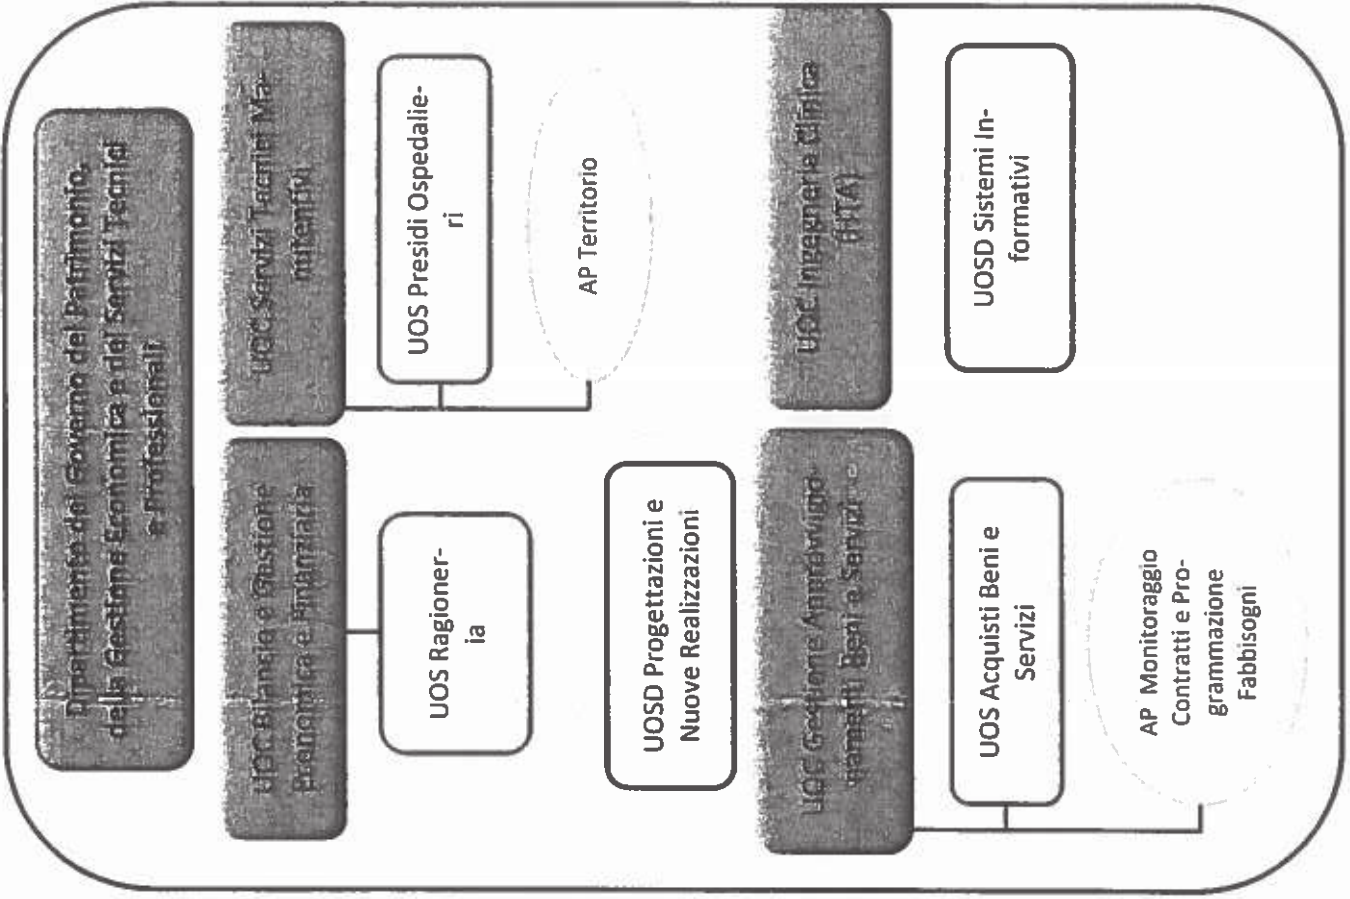 Dipartimento del Governo del Patrimonio,
della Gestione Economica e dei Servizi Tecnici
e Professionali
UOC Bilancio e Gestione
Economica e Finanziaria
UOS Ragioner-
ia
UOC Servizi Tecnici Ma-
nutentivi
UOS Presidi Ospedalie-
ri
AP Territorio
UOSD Progettazioni e
Nuove Realizzazioni
UOC Gestione Approvvigio-
namenti Beni e Servizi
UOS Acquisti Beni e
Servizi
AP Monitoraggio
Contratti e Pro-
grammazione
Fabbisogni
UOC Ingegneria Clinica
(HTA)
UOSD Sistemi In-
formativi